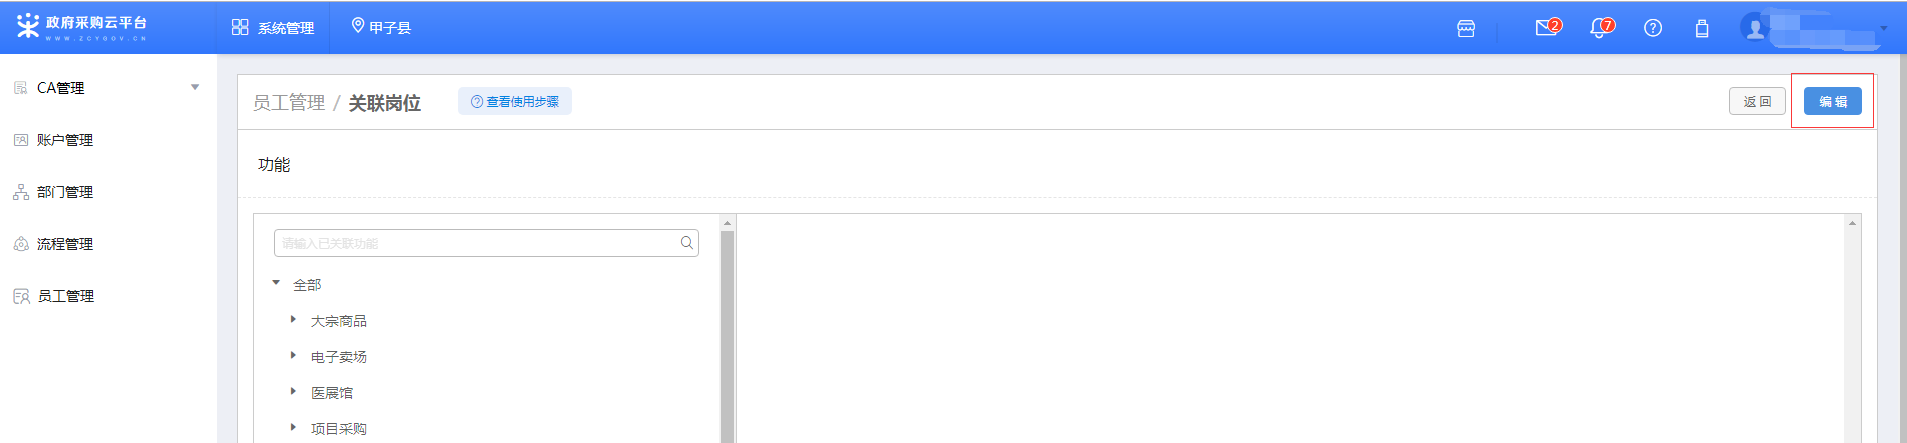 政府采购云平台
WWW.ZCYGOV.CN
系统管理
甲子县
2
7
CA管理
账户管理
部门管理
流程管理
员工管理
员工管理 / 关联岗位
查看使用步骤
返回
编辑
功能
请输入已关联功能
全部
大宗商品
电子卖场
医展馆
项目采购